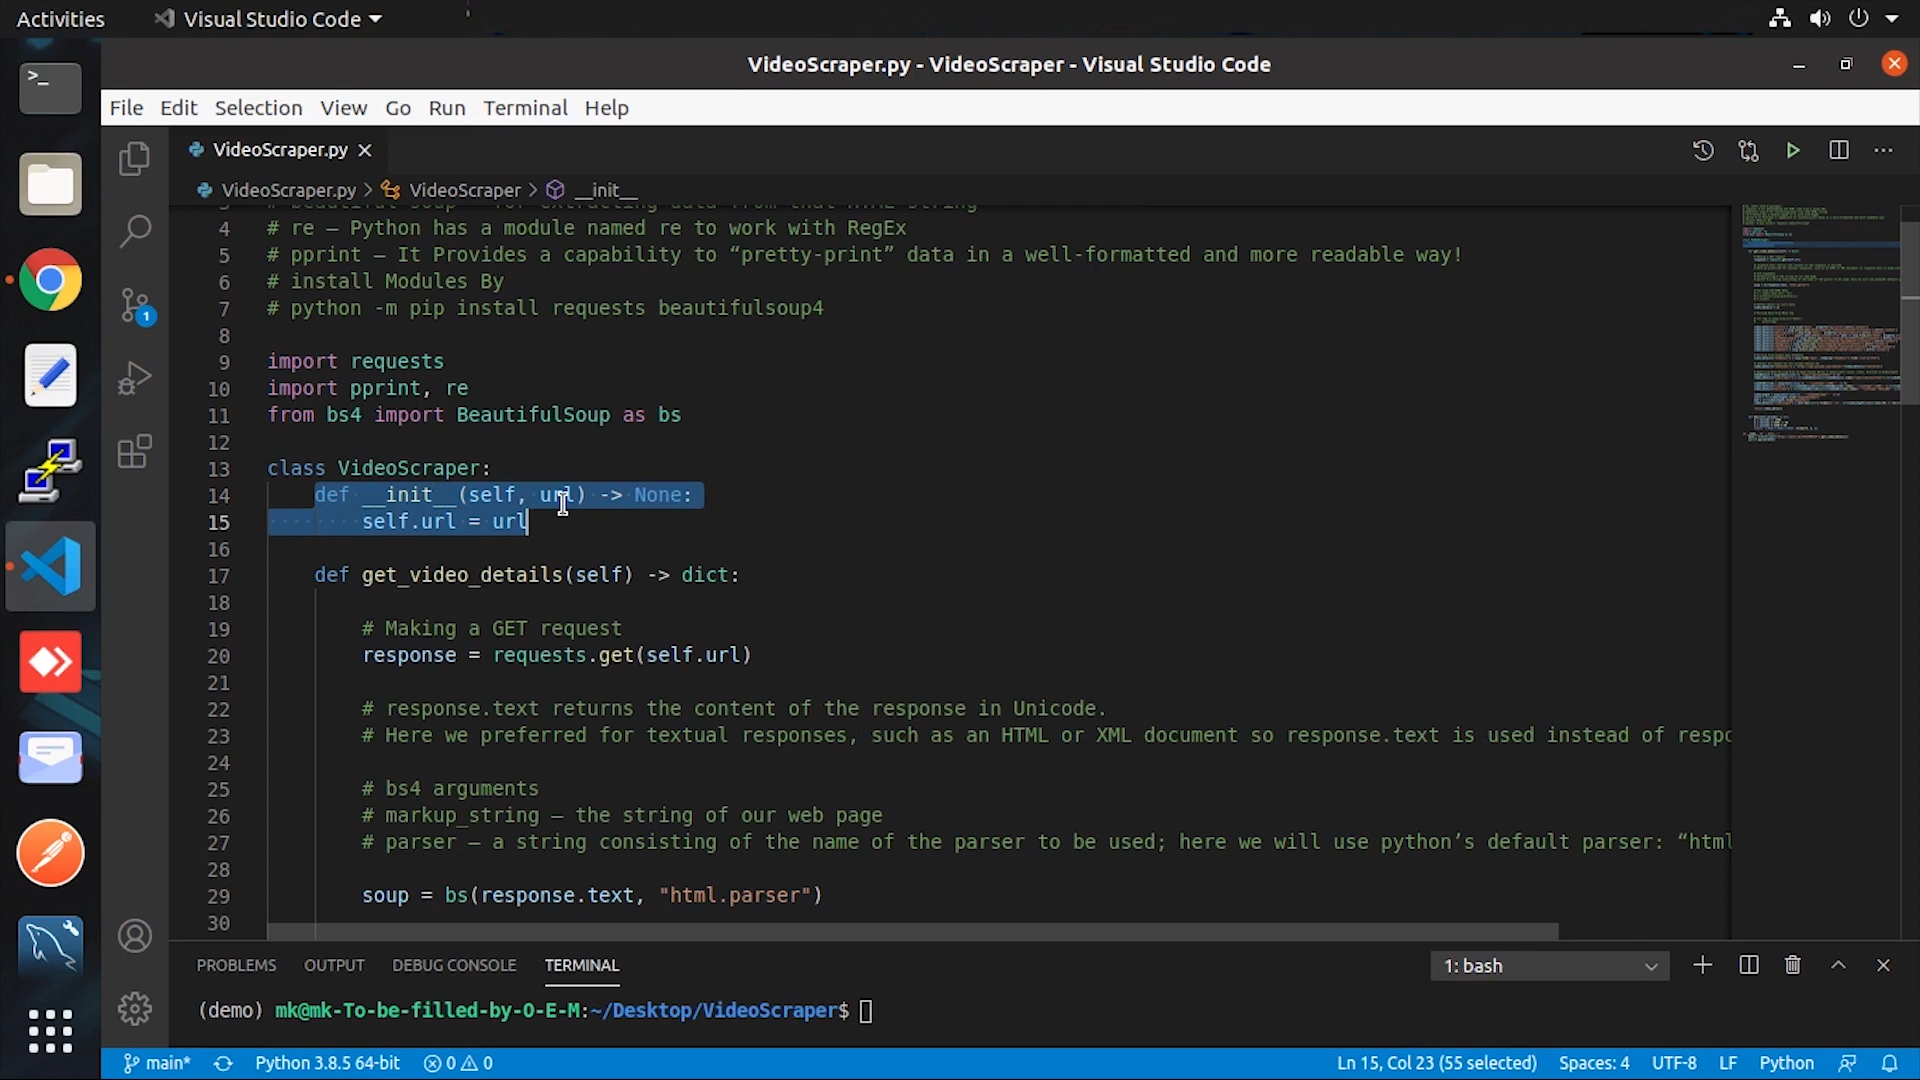 Activities
Visual Studio Code
VideoScraper.py - VideoScraper - Visual Studio Code
File Edit Selection View Go Run Terminal Help
VideoScraper.py
VideoScraper.py > VideoScraper > __init__
# beautiful soup — for extracting data from that HTML string
4 # re — Python has a module named re to work with RegEx
5 # pprint — It Provides a capability to “pretty-print” data in a well-formatted and more readable way!
6 # install Modules By
7 # python -m pip install requests beautifulsoup4
8
9 import requests
10 import pprint, re
11 from bs4 import BeautifulSoup as bs
12
13 class VideoScraper:
14 def __init__(self, url) -> None:
15 self.url = url
16
17 def get_video_details(self) -> dict:
18
19 # Making a GET request
20 response = requests.get(self.url)
21
22 # response.text returns the content of the response in Unicode.
23 # Here we preferred for textual responses, such as an HTML or XML document so response.text is used instead of respo
24
25 # bs4 arguments
26 # markup_string — the string of our web page
27 # parser — a string consisting of the name of the parser to be used; here we will use python’s default parser: “html
28
29 soup = bs(response.text, "html.parser")
30
PROBLEMS OUTPUT DEBUG CONSOLE TERMINAL 1: bash
(demo) mk@mk-To-be-filled-by-O-E-M:~/Desktop/VideoScraper$
main* Python 3.8.5 64-bit 0 0 Ln 15, Col 23 (55 selected) Spaces: 4 UTF-8 LF Python